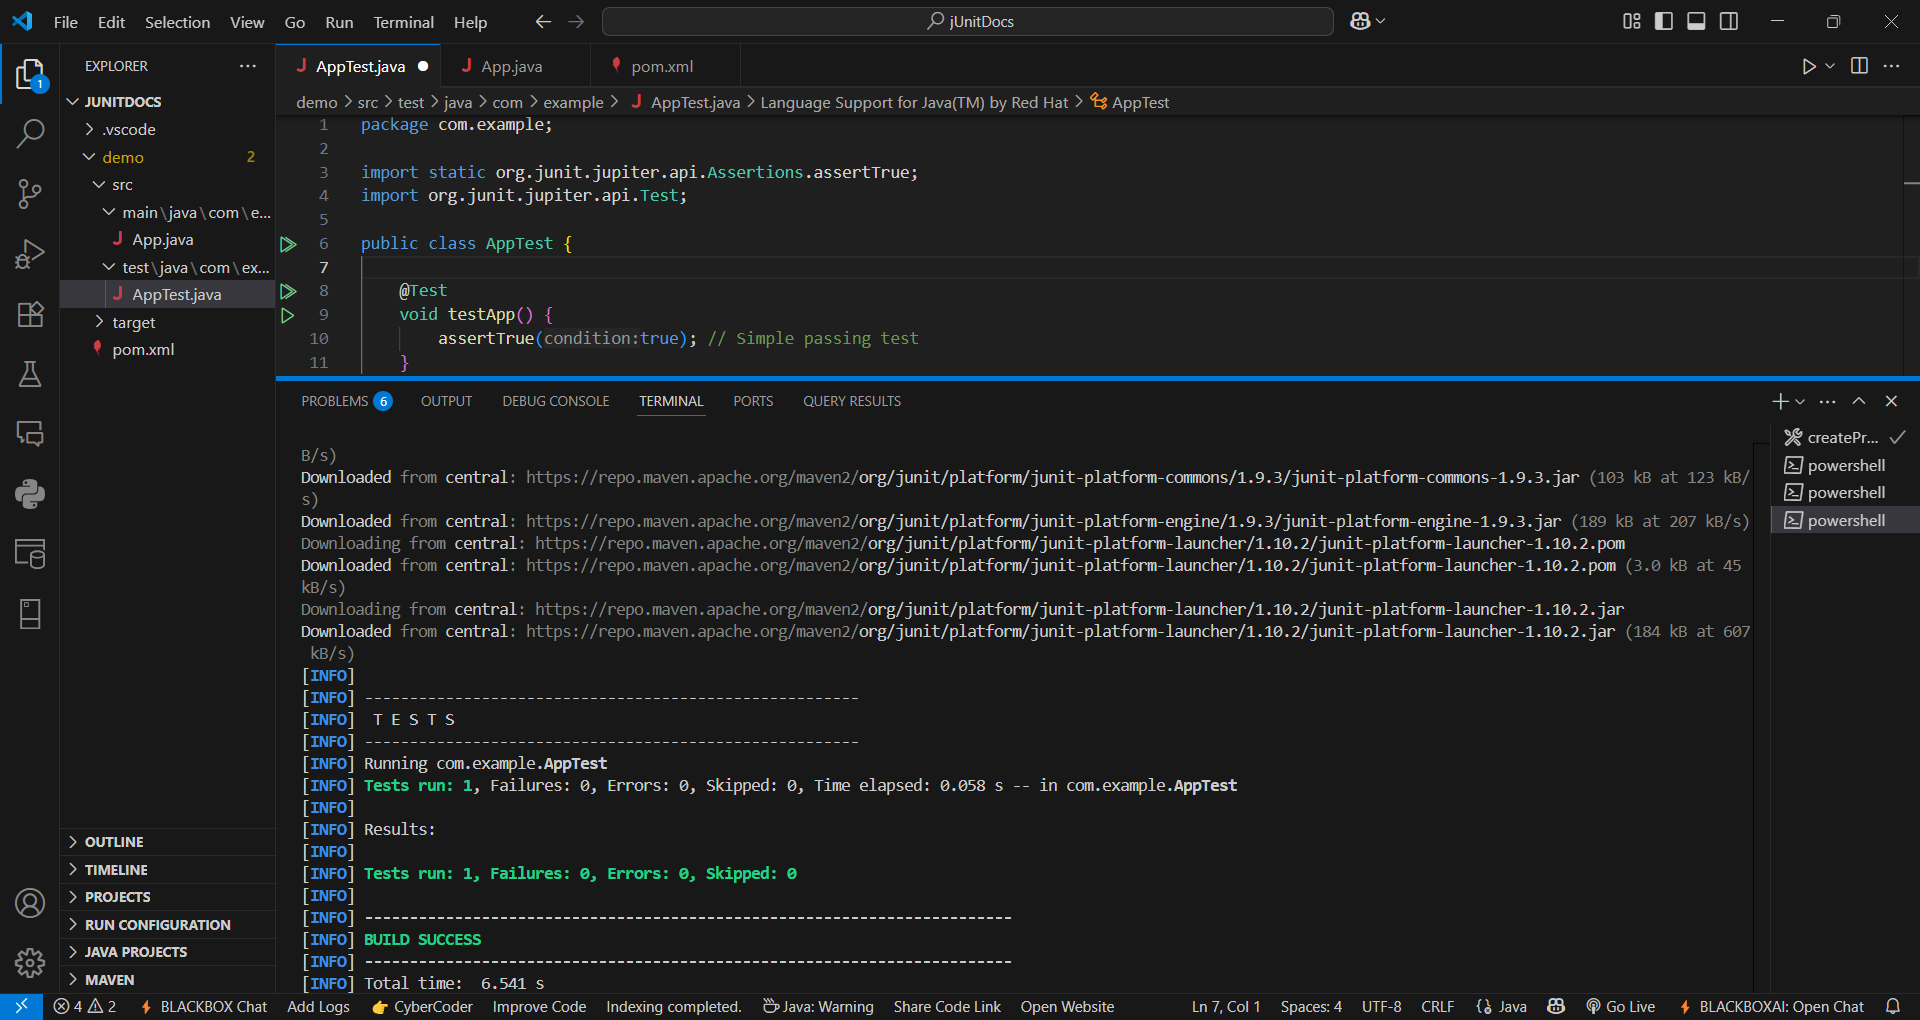 File Edit Selection View Go Run Terminal Help
jUnitDocs
EXPLORER
1
JUNITDOCS
.vscode
demo 2
src
main\java\com\e...
App.java
test\java\com\ex...
AppTest.java
target
pom.xml
OUTLINE
TIMELINE
PROJECTS
RUN CONFIGURATION
JAVA PROJECTS
MAVEN
AppTest.java App.java pom.xml
demo > src > test > java > com > example > AppTest.java > Language Support for Java(TM) by Red Hat > AppTest
1 package com.example;
2
3 import static org.junit.jupiter.api.Assertions.assertTrue;
4 import org.junit.jupiter.api.Test;
5
6 public class AppTest {
7
8 @Test
9 void testApp() {
10 assertTrue(condition:true); // Simple passing test
11 }
PROBLEMS 6 OUTPUT DEBUG CONSOLE TERMINAL PORTS QUERY RESULTS
B/s)
Downloaded from central: https://repo.maven.apache.org/maven2/org/junit/platform/junit-platform-commons/1.9.3/junit-platform-commons-1.9.3.jar (103 kB at 123 kB/
s)
Downloaded from central: https://repo.maven.apache.org/maven2/org/junit/platform/junit-platform-engine/1.9.3/junit-platform-engine-1.9.3.jar (189 kB at 207 kB/s)
Downloading from central: https://repo.maven.apache.org/maven2/org/junit/platform/junit-platform-launcher/1.10.2/junit-platform-launcher-1.10.2.pom
Downloaded from central: https://repo.maven.apache.org/maven2/org/junit/platform/junit-platform-launcher/1.10.2/junit-platform-launcher-1.10.2.pom (3.0 kB at 45
kB/s)
Downloading from central: https://repo.maven.apache.org/maven2/org/junit/platform/junit-platform-launcher/1.10.2/junit-platform-launcher-1.10.2.jar
Downloaded from central: https://repo.maven.apache.org/maven2/org/junit/platform/junit-platform-launcher/1.10.2/junit-platform-launcher-1.10.2.jar (184 kB at 607
kB/s)
[INFO]
[INFO] -------------------------------------------------------
[INFO] T E S T S
[INFO] -------------------------------------------------------
[INFO] Running com.example.AppTest
[INFO] Tests run: 1, Failures: 0, Errors: 0, Skipped: 0, Time elapsed: 0.058 s -- in com.example.AppTest
[INFO]
[INFO] Results:
[INFO]
[INFO] Tests run: 1, Failures: 0, Errors: 0, Skipped: 0
[INFO]
[INFO] ------------------------------------------------------------------------
[INFO] BUILD SUCCESS
[INFO] ------------------------------------------------------------------------
[INFO] Total time: 6.541 s
createPr...
powershell
powershell
powershell
4 2 BLACKBOX Chat Add Logs CyberCoder Improve Code Indexing completed. Java: Warning Share Code Link Open Website Ln 7, Col 1 Spaces: 4 UTF-8 CRLF Java Go Live BLACKBOXAI: Open Chat